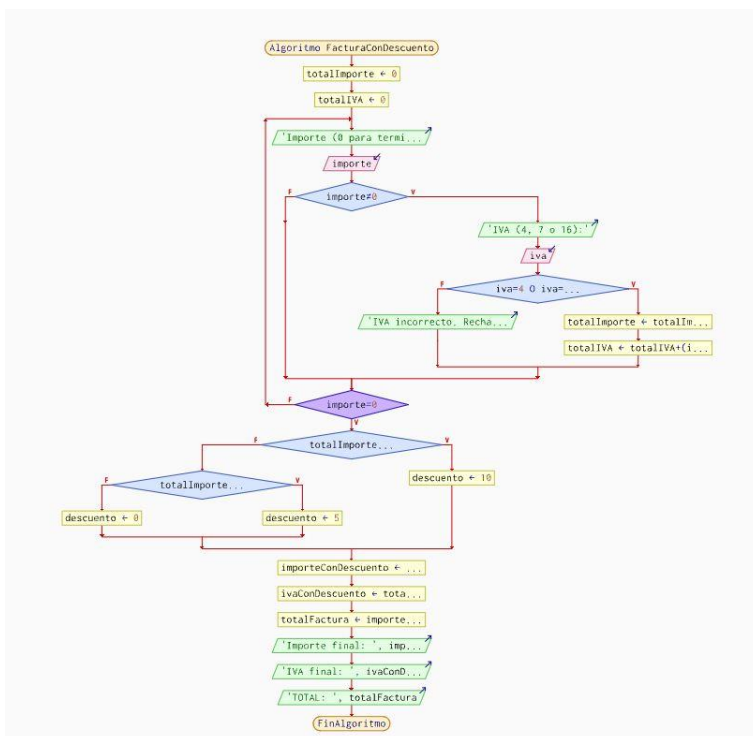 Algoritmo FacturaConDescuento
totalImporte ← 0
totalIVA ← 0
'Importe (0 para termi...
importe
F
importe≠0
V
'IVA (4, 7 o 16):'
iva
F
iva=4 O iva=...
V
'IVA incorrecto. Recha...
totalImporte ← totalIm...
totalIVA ← totalIVA+(i...
F
importe=0
V
F
totalImporte...
V
F
totalImporte...
V
descuento ← 10
descuento ← 0
descuento ← 5
importeConDescuento ← ...
ivaConDescuento ← tota...
totalFactura ← importe...
'Importe final: ', imp...
'IVA final: ', ivaConD...
'TOTAL: ', totalFactura
FinAlgoritmo